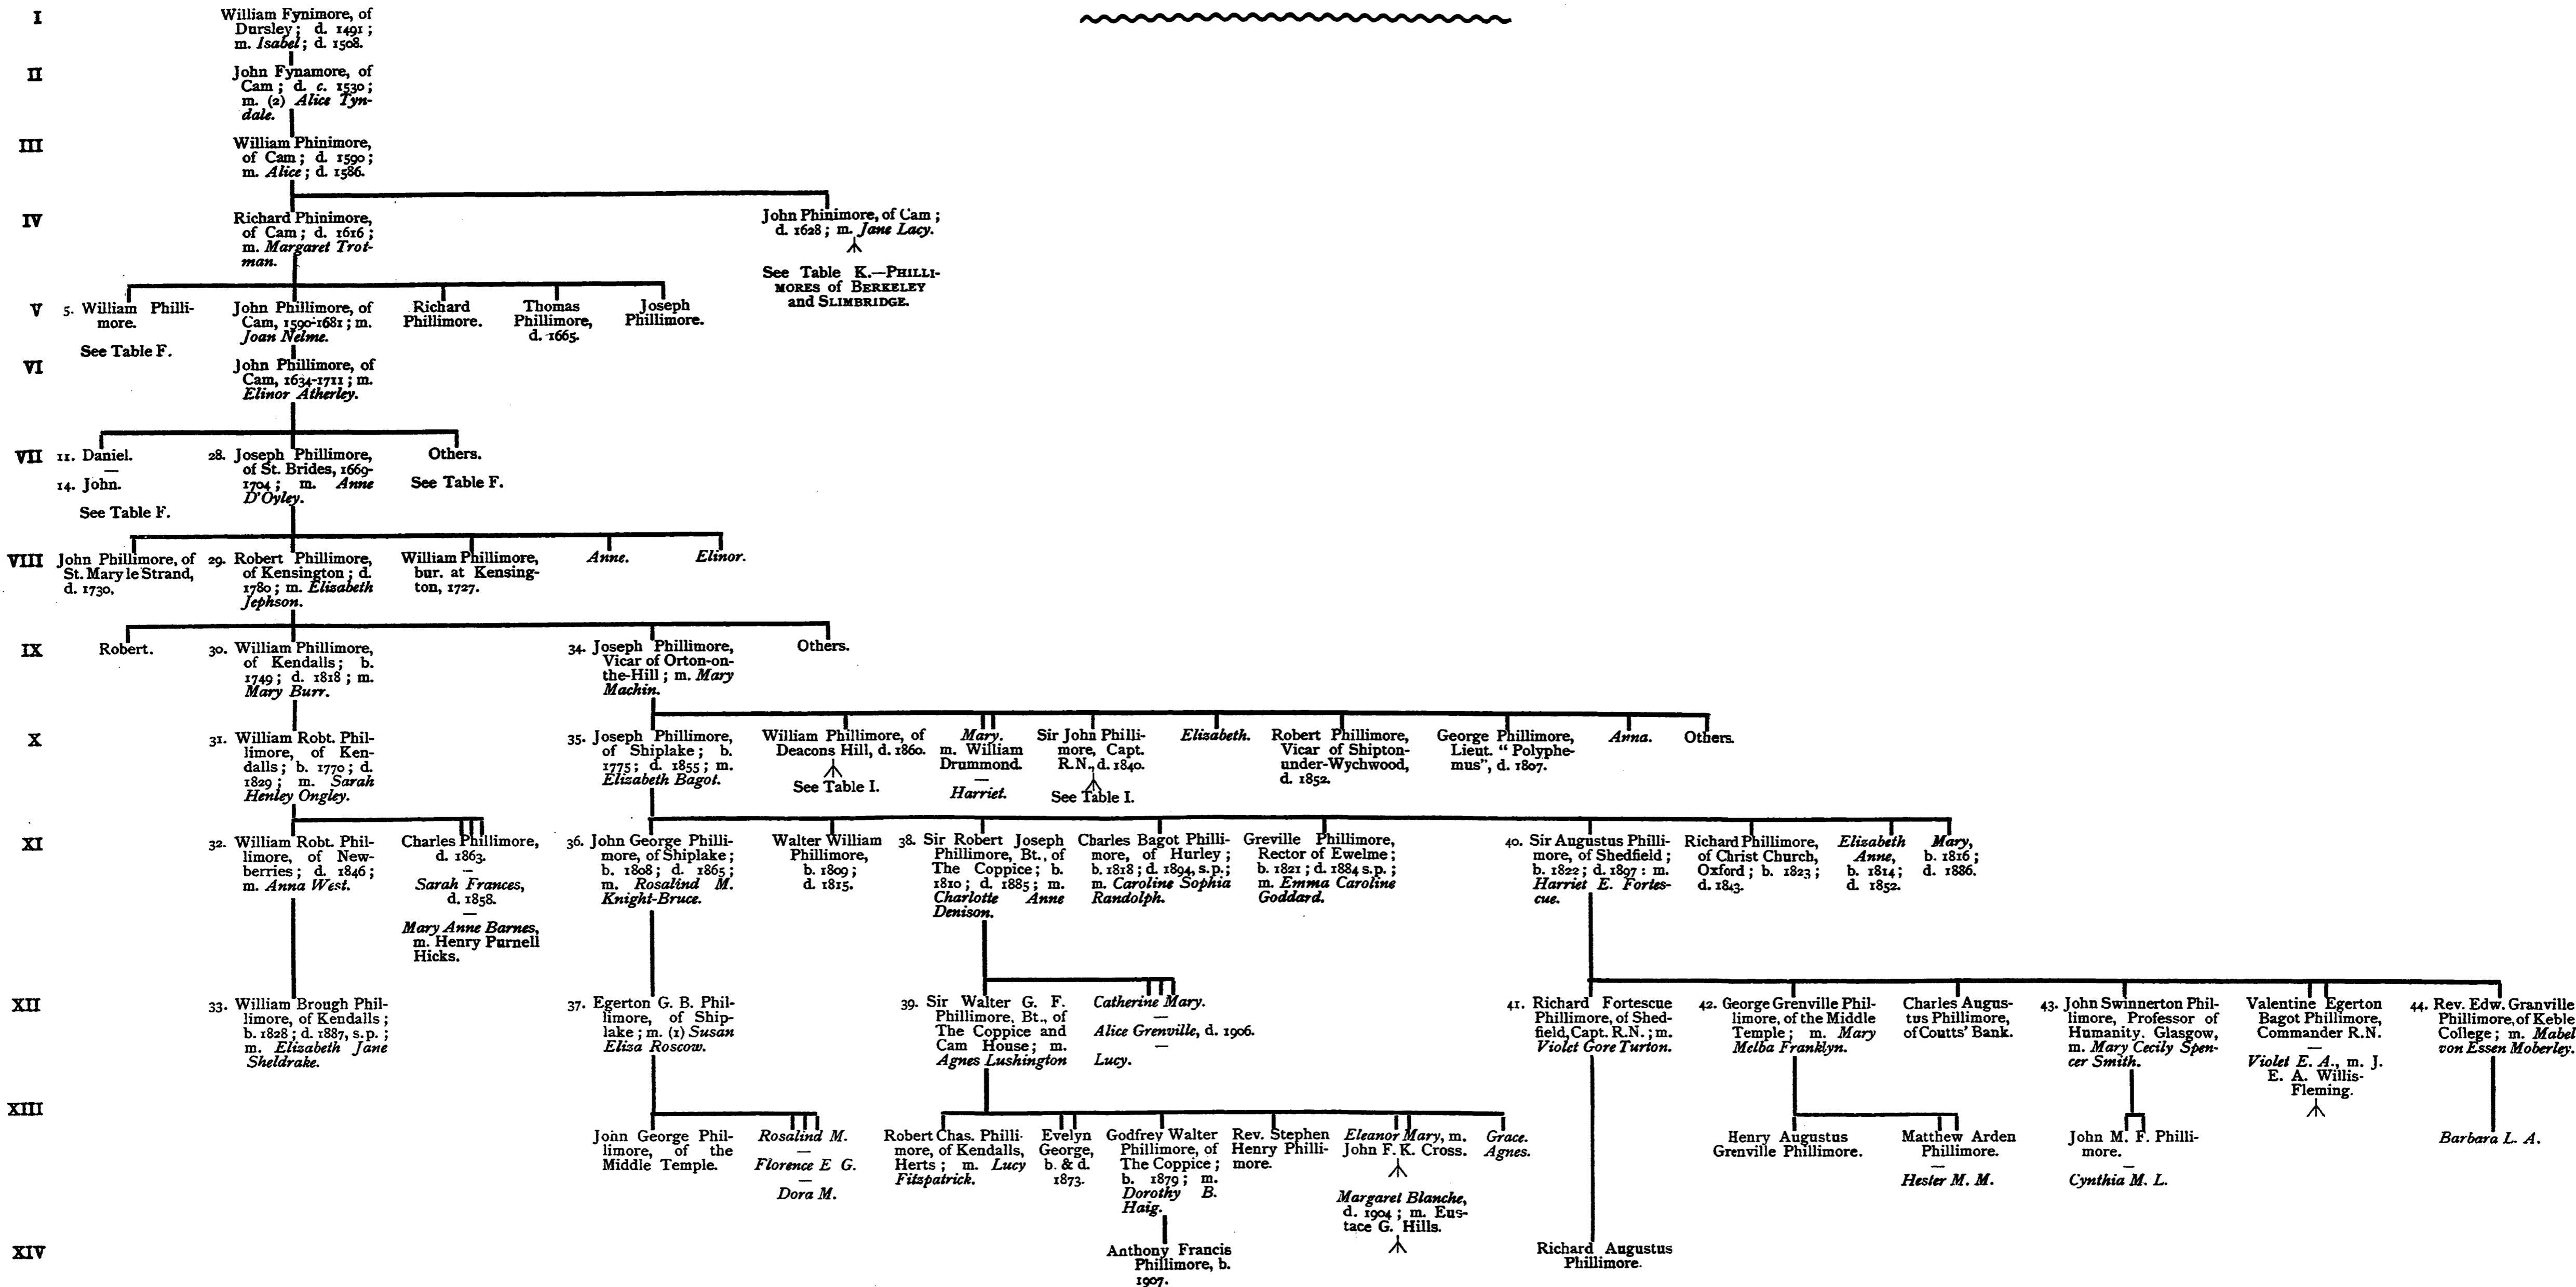 I
William Fynimore, of
Dursley; d. 1491;
m. Isabel; d. 1508.
II
John Fynamore, of
Cam; d. c. 1530;
m. (2) Alice Tyn-
dale.
III
William Phinimore,
of Cam; d. 1590;
m. Alice; d. 1586.
IV
Richard Phinimore,
of Cam; d. 1616;
m. Margaret Trot-
man.
John Phinimore, of Cam;
d. 1628; m. Jane Lacy.
See Table K.—PHILLI-
MORES of BERKELEY
and SLIMBRIDGE.
V
5. William Philli-
more.
See Table F.
John Phillimore, of
Cam, 1590-1681; m.
Joan Nelme.
Richard
Phillimore.
Thomas
Phillimore,
d. 1665.
Joseph
Phillimore.
VI
John Phillimore, of
Cam, 1634-1711; m.
Elinor Atherley.
VII
11. Daniel.
—
14. John.
See Table F.
28. Joseph Phillimore,
of St. Brides, 1669-
1704; m. Anne
D'Oyley.
Others.
See Table F.
VIII
John Phillimore, of
St. Mary le Strand,
d. 1730.
29. Robert Phillimore,
of Kensington; d.
1780; m. Elisabeth
Jephson.
William Phillimore,
bur. at Kensing-
ton, 1727.
Anne.
Elinor.
IX
Robert.
30. William Phillimore,
of Kendalls; b.
1749; d. 1818; m.
Mary Burr.
34. Joseph Phillimore,
Vicar of Orton-on-
the-Hill; m. Mary
Machin.
Others.
X
31. William Robt. Phil-
limore, of Ken-
dalls; b. 1770; d.
1829; m. Sarah
Henley Ongley.
35. Joseph Phillimore,
of Shiplake; b.
1775; d. 1855; m.
Elizabeth Bagot.
William Phillimore, of
Deacons Hill, d. 1860.
See Table I.
Mary.
m. William
Drummond.
—
Harriet.
Sir John Philli-
more, Capt.
R.N., d. 1840.
See Table I.
Elizabeth.
Robert Phillimore,
Vicar of Shipton-
under-Wychwood,
d. 1852.
George Phillimore,
Lieut. "Polyphe-
mus", d. 1807.
Anna.
Others.
XI
32. William Robt. Phil-
limore, of New-
berries; d. 1846;
m. Anna West.
Charles Phillimore,
d. 1863.
—
Sarah Frances,
d. 1858.
—
Mary Anne Barnes,
m. Henry Purnell
Hicks.
36. John George Philli-
more, of Shiplake;
b. 1808; d. 1865;
m. Rosalind M.
Knight-Bruce.
Walter William
Phillimore,
b. 1809;
d. 1815.
38. Sir Robert Joseph
Phillimore, Bt., of
The Coppice; b.
1810; d. 1885; m.
Charlotte Anne
Denison.
Charles Bagot Philli-
more, of Hurley;
b. 1818; d. 1894, s.p.;
m. Caroline Sophia
Randolph.
Greville Phillimore,
Rector of Ewelme;
b. 1821; d. 1884 s.p.;
m. Emma Caroline
Goddard.
40. Sir Augustus Philli-
more, of Shedfield;
b. 1822; d. 1897: m.
Harriet E. Fortes-
cue.
Richard Phillimore,
of Christ Church,
Oxford; b. 1823;
d. 1843.
Elizabeth
Anne,
b. 1814;
d. 1852.
Mary,
b. 1816;
d. 1886.
XII
33. William Brough Phil-
limore, of Kendalls;
b. 1828; d. 1887, s.p.;
m. Elizabeth Jane
Sheldrake.
37. Egerton G. B. Phil-
limore, of Ship-
lake; m. (1) Susan
Eliza Roscow.
39. Sir Walter G. F.
Phillimore, Bt., of
The Coppice and
Cam House; m.
Agnes Lushington
Catherine Mary.
—
Alice Grenville, d. 1906.
—
Lucy.
41. Richard Fortescue
Phillimore, of Shed-
field, Capt. R.N.; m.
Violet Gore Turton.
42. George Grenville Phil-
limore, of the Middle
Temple; m. Mary
Melba Franklyn.
Charles Augus-
tus Phillimore,
of Coutts' Bank.
43. John Swinnerton Phil-
limore, Professor of
Humanity. Glasgow,
m. Mary Cecily Spen-
cer Smith.
Valentine Egerton
Bagot Phillimore,
Commander R.N.
—
Violet E. A., m. J.
E. A. Willis-
Fleming.
44. Rev. Edw. Granville
Phillimore, of Keble
College; m. Mabel
von Essen Moberley.
XIII
John George Phil-
limore, of the
Middle Temple.
Rosalind M.
—
Florence E G.
—
Dora M.
Robert Chas. Philli-
more, of Kendalls,
Herts; m. Lucy
Fitzpatrick.
Evelyn
George,
b. & d.
1873.
Godfrey Walter
Phillimore, of
The Coppice;
b. 1879; m.
Dorothy B.
Haig.
Rev. Stephen
Henry Philli-
more.
Eleanor Mary, m.
John F. K. Cross.
Margaret Blanche,
d. 1904; m. Eus-
tace G. Hills.
Grace.
Agnes.
Henry Augustus
Grenville Phillimore.
Matthew Arden
Phillimore.
—
Hester M. M.
John M. F. Philli-
more.
—
Cynthia M. L.
Barbara L. A.
XIV
Anthony Francis
Phillimore, b.
1907.
Richard Augustus
Phillimore.